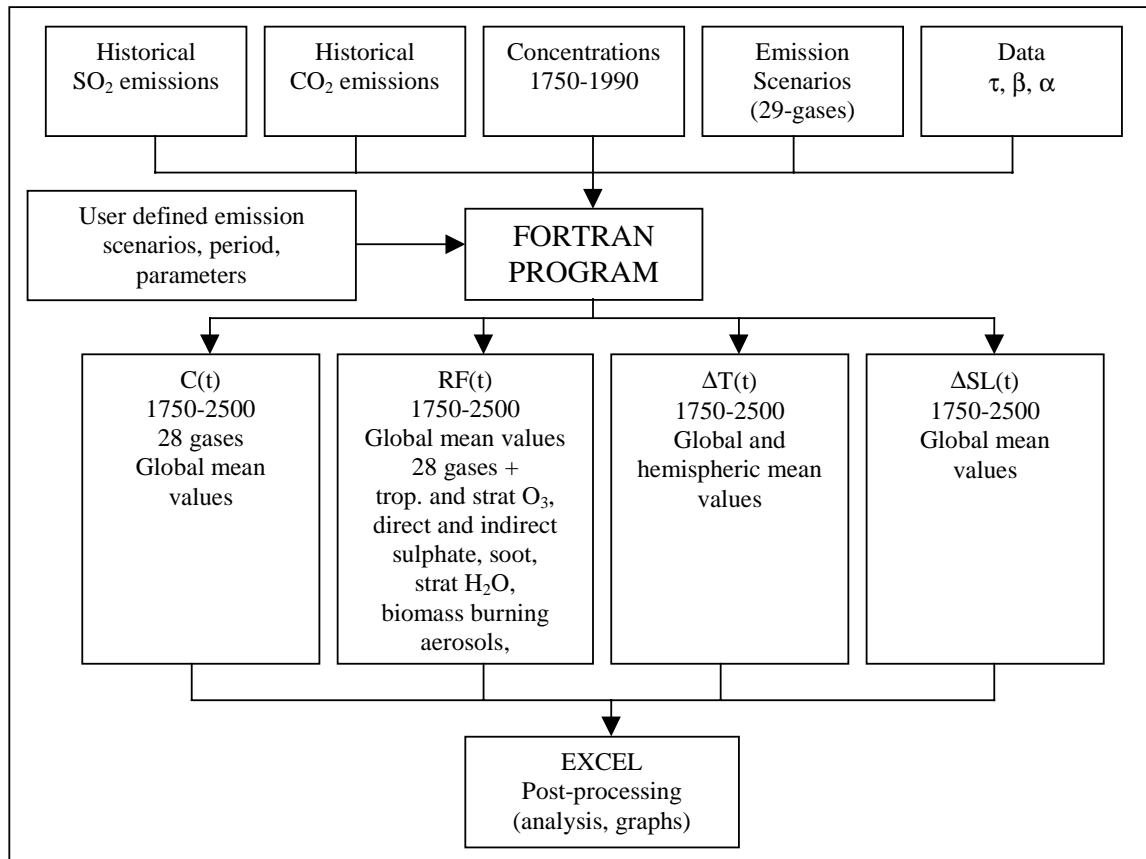 Historical
SO₂ emissions
Historical
CO₂ emissions
Concentrations
1750-1990
Emission
Scenarios
(29-gases)
Data
τ, β, α
User defined emission
scenarios, period,
parameters
FORTRAN
PROGRAM
C(t)
1750-2500
28 gases
Global mean
values
RF(t)
1750-2500
Global mean values
28 gases +
trop. and strat O₃,
direct and indirect
sulphate, soot,
strat H₂O,
biomass burning
aerosols,
ΔT(t)
1750-2500
Global and
hemispheric mean
values
ΔSL(t)
1750-2500
Global mean
values
EXCEL
Post-processing
(analysis, graphs)